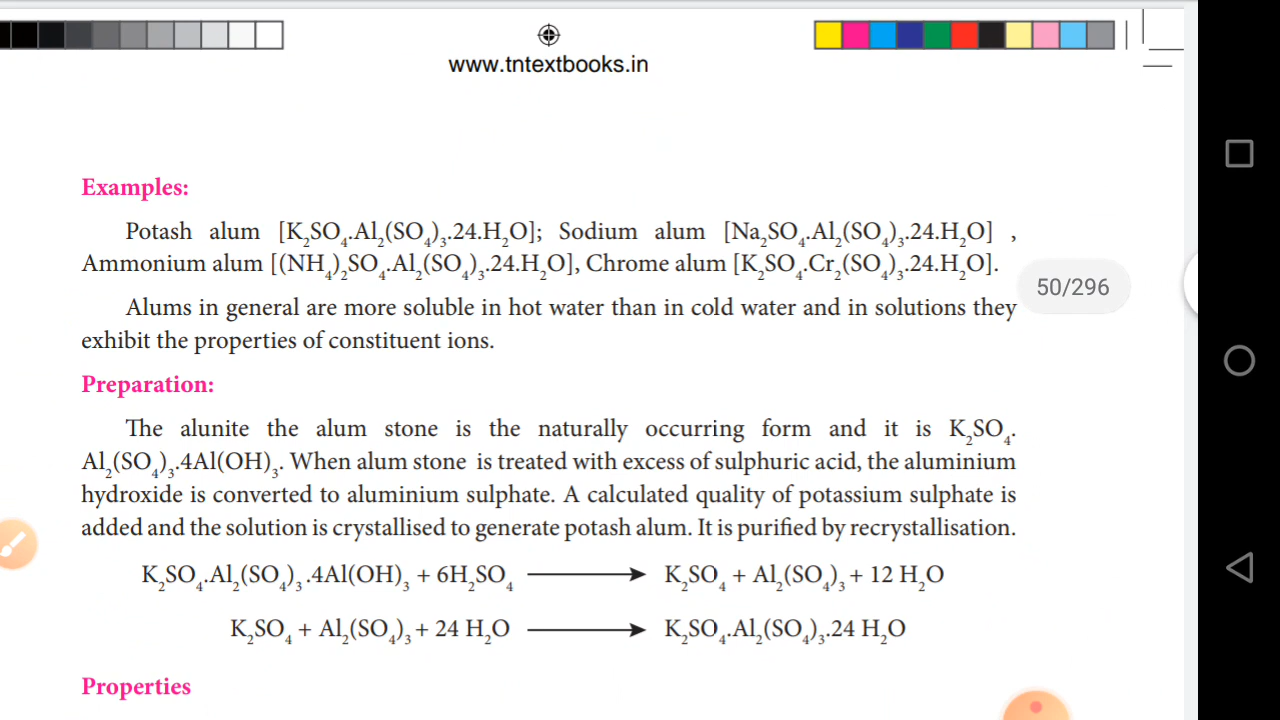 www.tntextbooks.in
Examples:
Potash alum [K₂SO₄.Al₂(SO₄)₃.24.H₂O]; Sodium alum [Na₂SO₄.Al₂(SO₄)₃.24.H₂O] ,
Ammonium alum [(NH₄)₂SO₄.Al₂(SO₄)₃.24.H₂O], Chrome alum [K₂SO₄.Cr₂(SO₄)₃.24.H₂O].
50/296
Alums in general are more soluble in hot water than in cold water and in solutions they
exhibit the properties of constituent ions.
Preparation:
The alunite the alum stone is the naturally occurring form and it is K₂SO₄.
Al₂(SO₄)₃.4Al(OH)₃. When alum stone is treated with excess of sulphuric acid, the aluminium
hydroxide is converted to aluminium sulphate. A calculated quality of potassium sulphate is
added and the solution is crystallised to generate potash alum. It is purified by recrystallisation.
K₂SO₄.Al₂(SO₄)₃.4Al(OH)₃ + 6H₂SO₄ ⟶ K₂SO₄ + Al₂(SO₄)₃ + 12 H₂O
K₂SO₄ + Al₂(SO₄)₃ + 24 H₂O ⟶ K₂SO₄.Al₂(SO₄)₃.24 H₂O
Properties